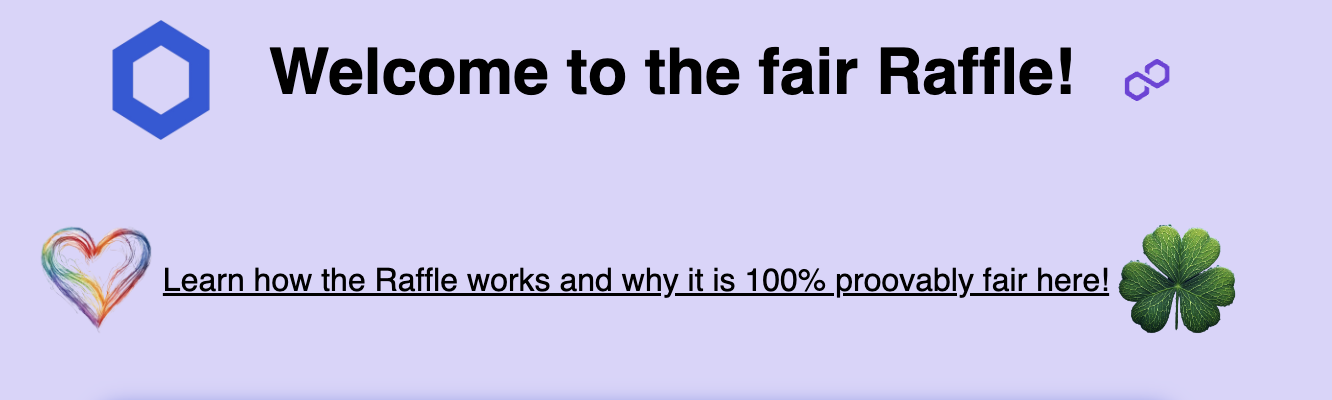 Welcome to the fair Raffle!
Learn how the Raffle works and why it is 100% proovably fair here!